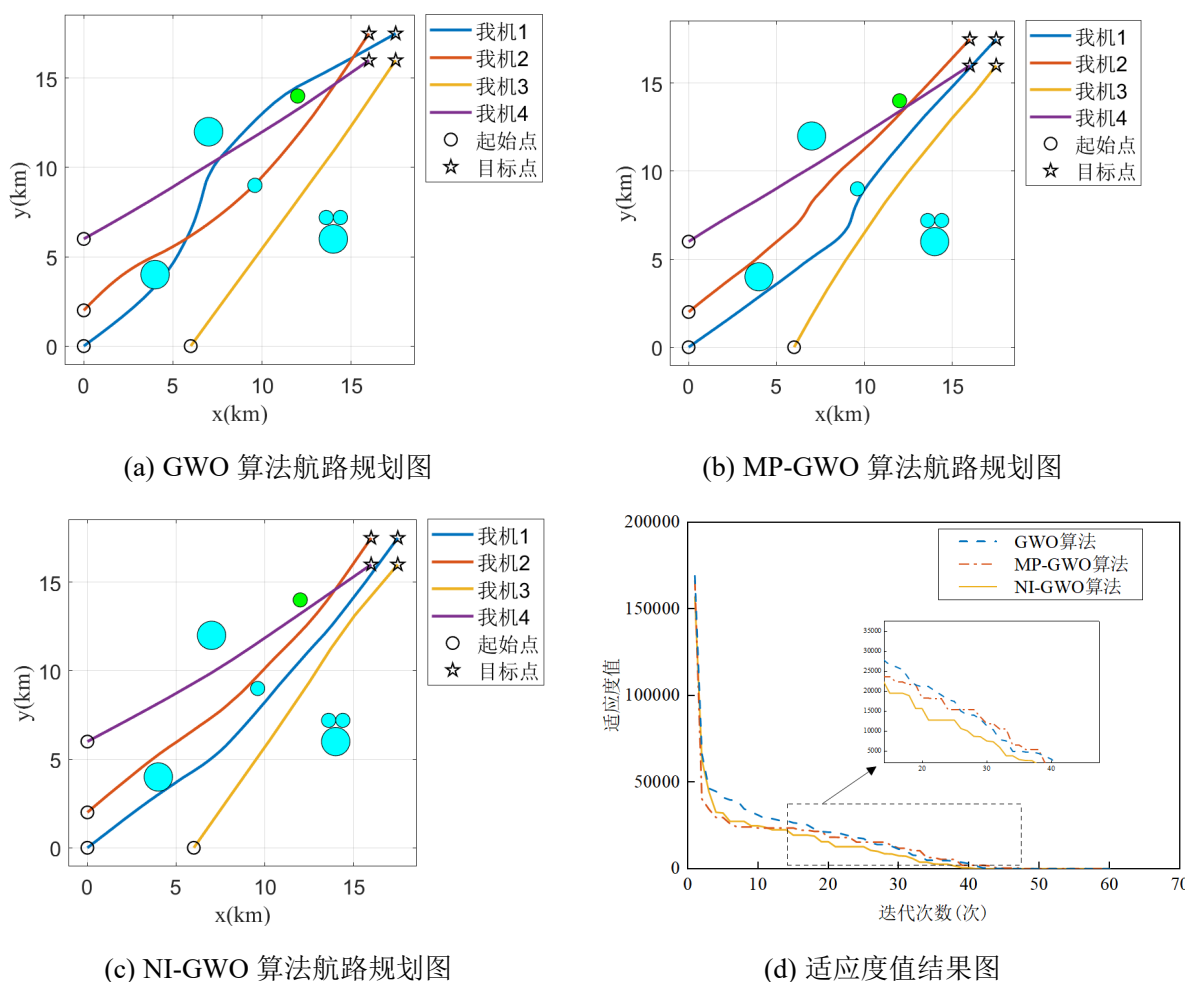 15
10
5
0
y(km)
0
5
10
15
x(km)
我机1
我机2
我机3
我机4
起始点
目标点
(a) GWO 算法航路规划图
15
10
5
0
y(km)
0
5
10
15
x(km)
我机1
我机2
我机3
我机4
起始点
目标点
(b) MP-GWO 算法航路规划图
15
10
5
0
y(km)
0
5
10
15
x(km)
我机1
我机2
我机3
我机4
起始点
目标点
(c) NI-GWO 算法航路规划图
200000
150000
100000
50000
0
适应度值
GWO算法
MP-GWO算法
NI-GWO算法
35000
30000
25000
20000
15000
10000
5000
20
30
40
0
10
20
30
40
50
60
70
迭代次数(次)
(d) 适应度值结果图